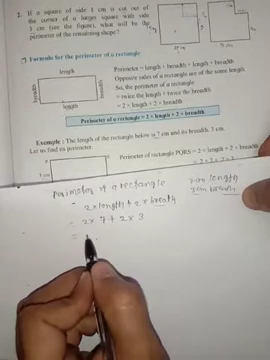 2. If a square of side 1 cm is cut out of
the corner of a larger square with side
3 cm (see the figure), what will be the
perimeter of the remaining shape?
Formula for the perimeter of a rectangle
length
breadth
breadth
length
Perimeter = length + breadth + length + breadth
Opposite sides of a rectangle are of the same length.
So, the perimeter of a rectangle
= twice the length + twice the breadth
= 2 × length + 2 × breadth
Perimeter of a rectangle = 2 × length + 2 × breadth
Example : The length of the rectangle below is 7 cm and its breadth, 3 cm.
Let us find its perimeter.
Perimeter of rectangle PQRS = 2 × length + 2 × breadth
3 cm
Perimeter of a rectangle
= 2×length + 2× breath
= 2× 7 + 2× 3
=
7cm length
3cm breath